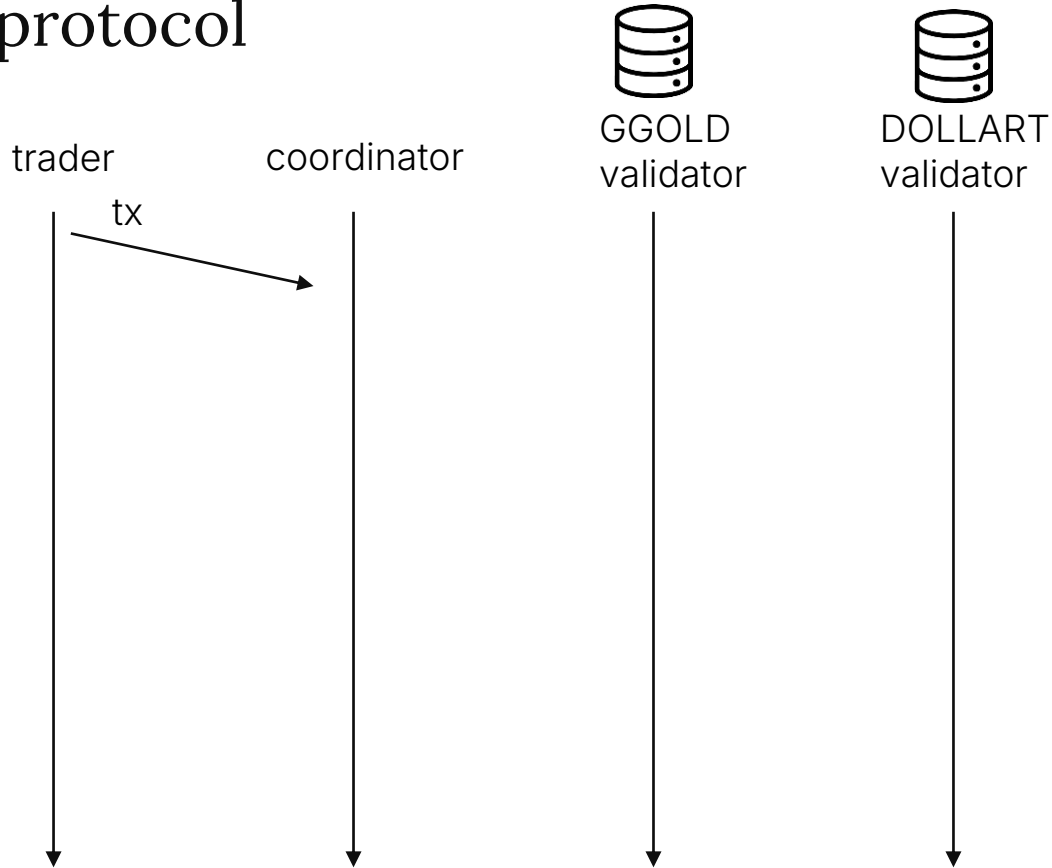 protocol
trader
coordinator
GGOLD
validator
DOLLART
validator
tx